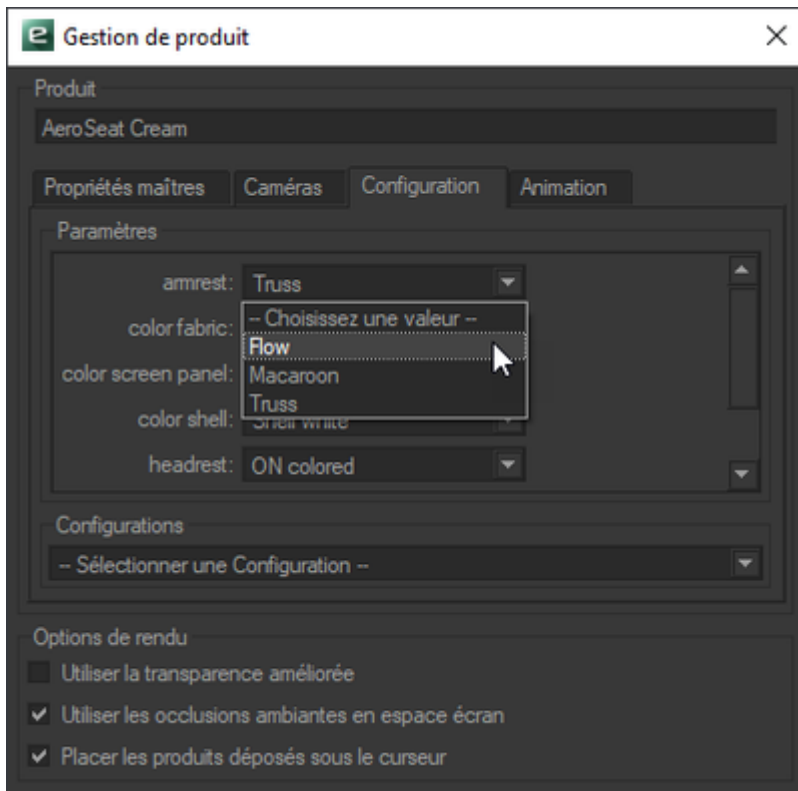 Gestion de produit
Produit
AeroSeat Cream
Propriétés maîtres Caméras Configuration Animation
Paramètres
armrest: Truss
-- Choisissez une valeur --
color fabric:
Flow
color screen panel: Macaroon
Truss
color shell: Shell white
headrest: ON colored
Configurations
-- Sélectionner une Configuration --
Options de rendu
Utiliser la transparence améliorée
Utiliser les occlusions ambiantes en espace écran
Placer les produits déposés sous le curseur